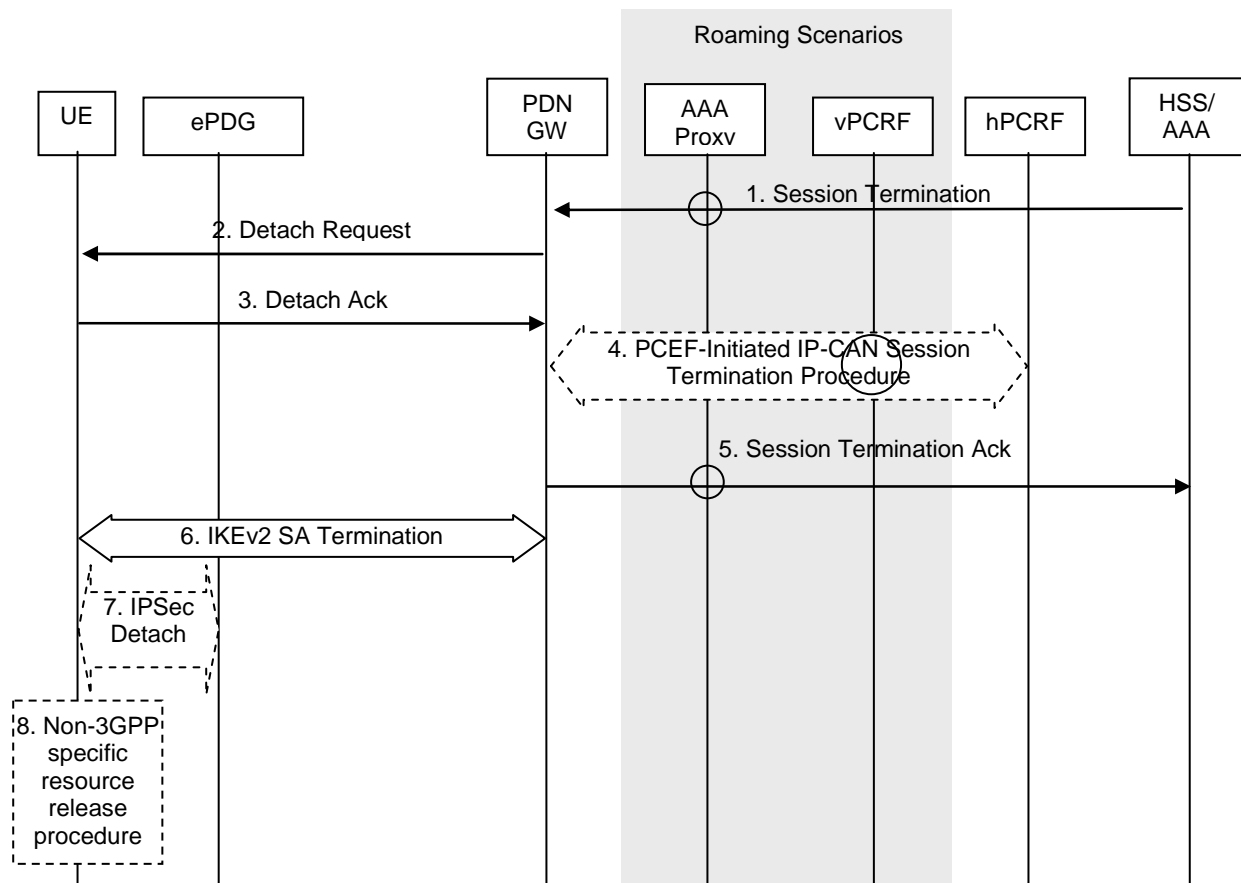 Roaming Scenarios
UE
ePDG
PDN
GW
AAA
Proxv
vPCRF
hPCRF
HSS/
AAA
1. Session Termination
2. Detach Request
3. Detach Ack
4. PCEF-Initiated IP-CAN Session
Termination Procedure
5. Session Termination Ack
6. IKEv2 SA Termination
7. IPSec
Detach
8. Non-3GPP
specific
resource
release
procedure